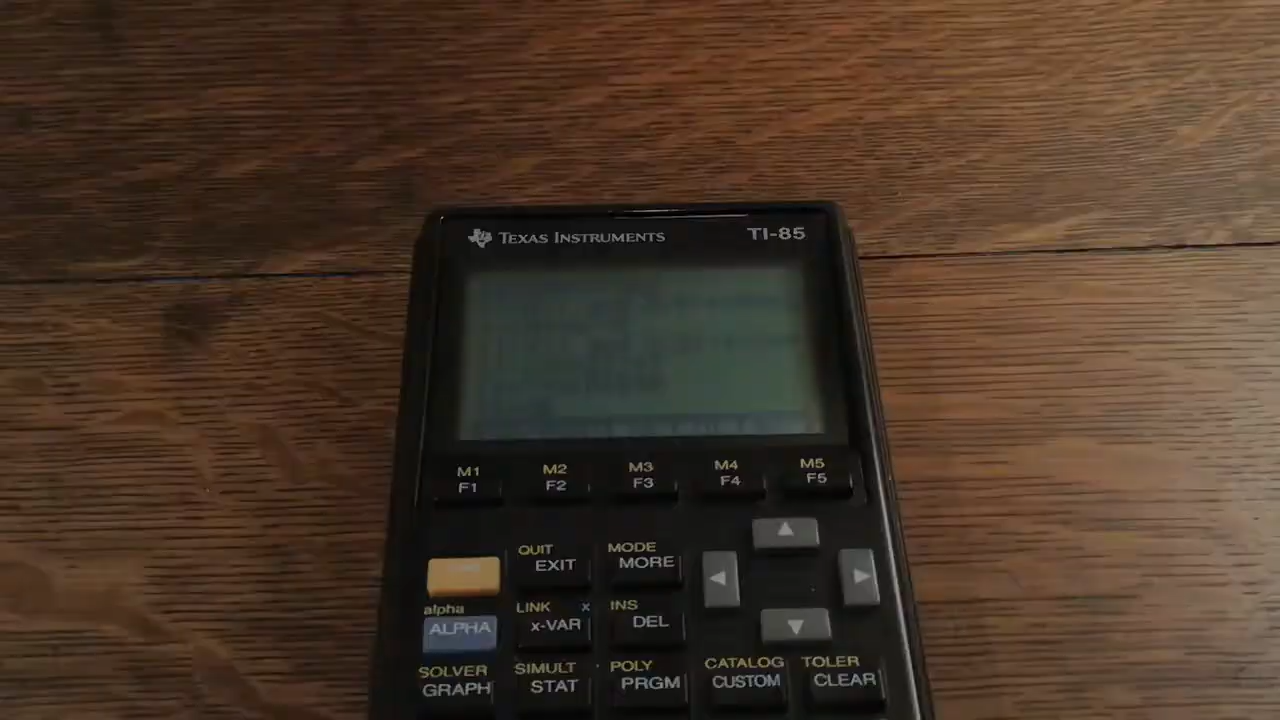 TEXAS INSTRUMENTS TI-85
M1 M2 M3 M4 M5
F1 F2 F3 F4 F5
QUIT MODE
EXIT MORE
alpha LINK x INS
ALPHA x-VAR DEL
SOLVER SIMULT POLY CATALOG TOLER
GRAPH STAT PRGM CUSTOM CLEAR